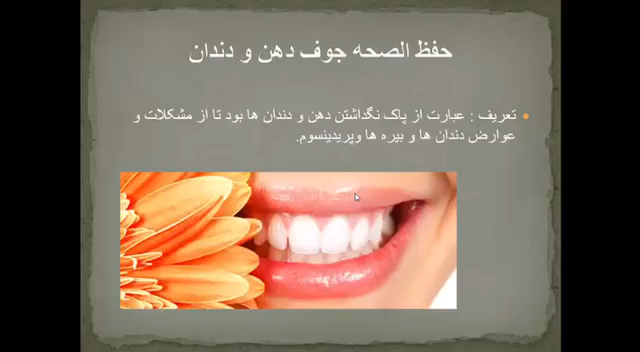 حفظ الصحه جوف دهن و دندان
تعریف : عبارت از پاک نگداشتن دهن و دندان ها بود تا از مشکلات و
عوارض دندان ها و بیره ها وپریدینسوم.